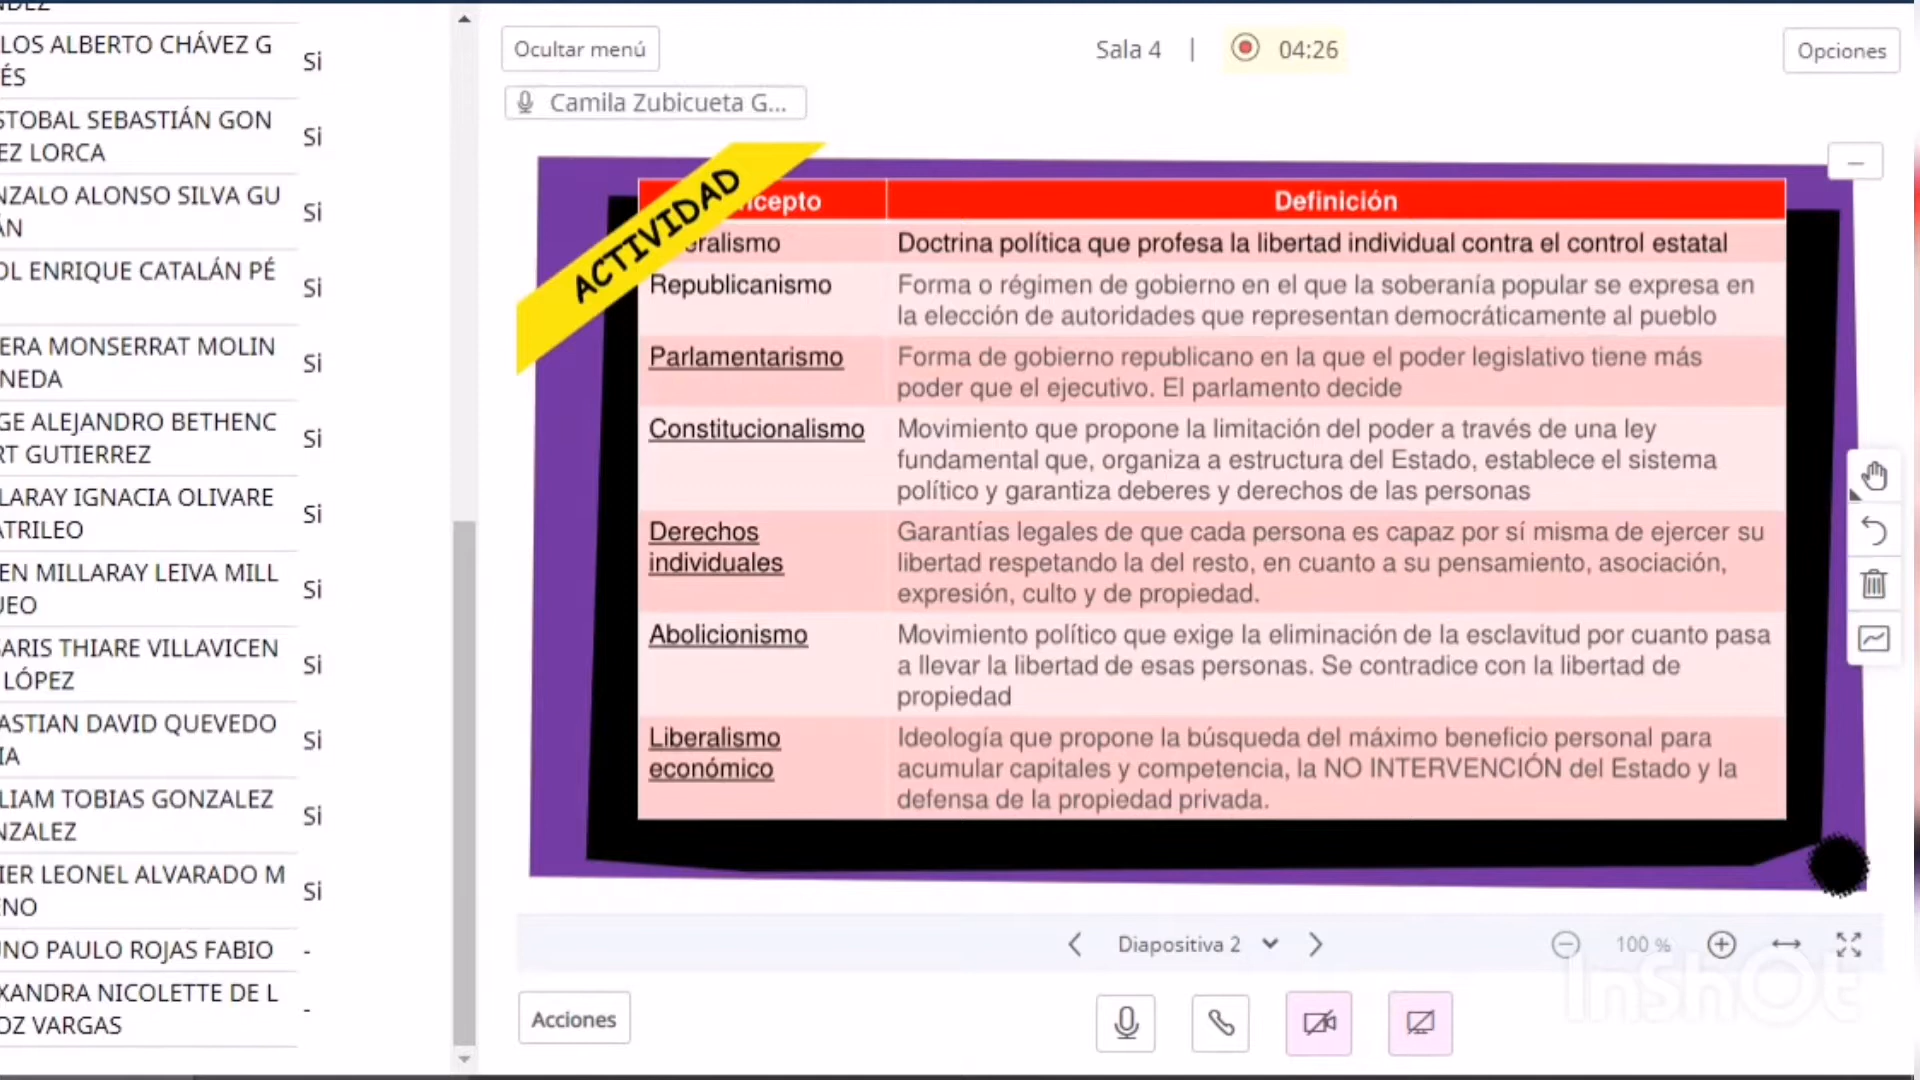 LOS ALBERTO CHÁVEZ G
ÉS
Si
STOBAL SEBASTIÁN GON
EZ LORCA
Si
NZALO ALONSO SILVA GU
ÁN
Si
OL ENRIQUE CATALÁN PÉ
Si
ERA MONSERRAT MOLIN
NEDA
Si
GE ALEJANDRO BETHENC
RT GUTIERREZ
Si
LARAY IGNACIA OLIVARE
ATRILEO
Si
EN MILLARAY LEIVA MILL
UEO
Si
ARIS THIARE VILLAVICEN
LÓPEZ
Si
ASTIAN DAVID QUEVEDO
IA
Si
LIAM TOBIAS GONZALEZ
NZALEZ
Si
IER LEONEL ALVARADO M
ENO
Si
NO PAULO ROJAS FABIO
-
XANDRA NICOLETTE DE L
OZ VARGAS
-
Ocultar menú
Sala 4 | 04:26
Opciones
Camila Zubicueta G...
ACTIVIDAD
cepto
Definición
eralismo
Doctrina política que profesa la libertad individual contra el control estatal
Republicanismo
Forma o régimen de gobierno en el que la soberanía popular se expresa en
la elección de autoridades que representan democráticamente al pueblo
Parlamentarismo
Forma de gobierno republicano en la que el poder legislativo tiene más
poder que el ejecutivo. El parlamento decide
Constitucionalismo
Movimiento que propone la limitación del poder a través de una ley
fundamental que, organiza a estructura del Estado, establece el sistema
político y garantiza deberes y derechos de las personas
Derechos
individuales
Garantías legales de que cada persona es capaz por sí misma de ejercer su
libertad respetando la del resto, en cuanto a su pensamiento, asociación,
expresión, culto y de propiedad.
Abolicionismo
Movimiento político que exige la eliminación de la esclavitud por cuanto pasa
a llevar la libertad de esas personas. Se contradice con la libertad de
propiedad
Liberalismo
económico
Ideología que propone la búsqueda del máximo beneficio personal para
acumular capitales y competencia, la NO INTERVENCIÓN del Estado y la
defensa de la propiedad privada.
Diapositiva 2
100 %
InShOt
Acciones